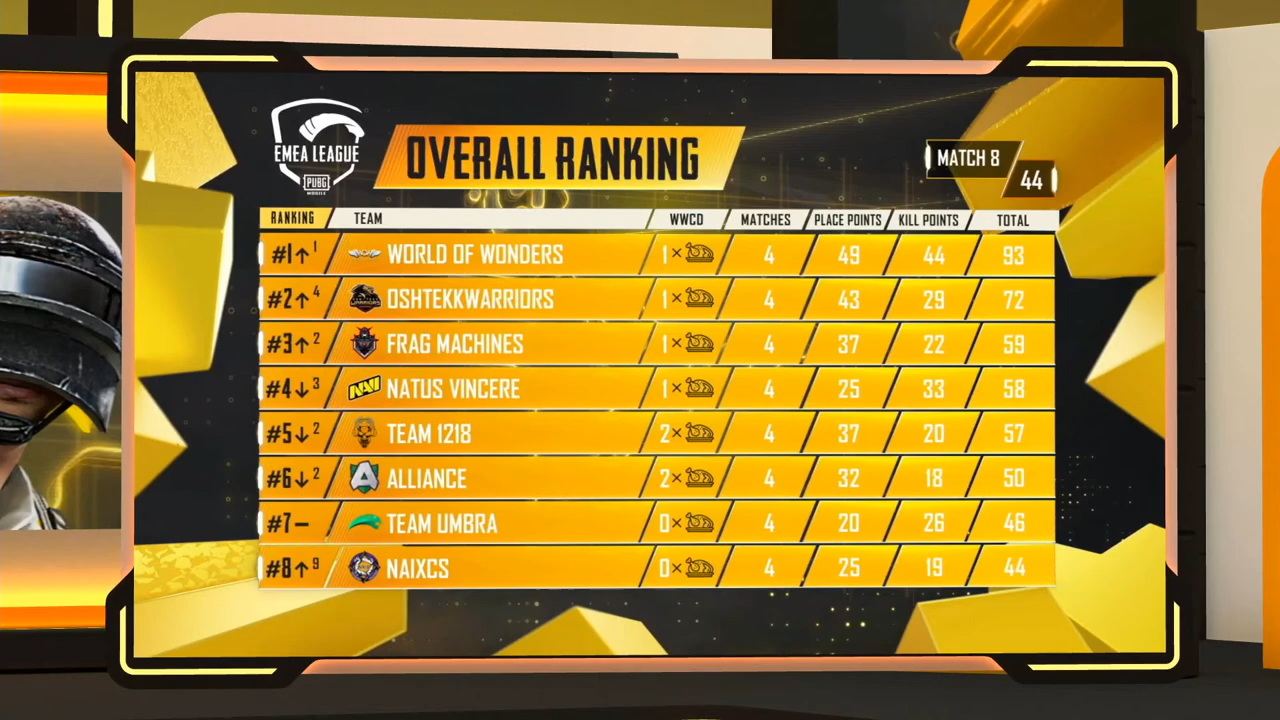 EMEA LEAGUE
PUBG
MOBILE
OVERALL RANKING
MATCH 8
44
RANKING TEAM WWCD MATCHES PLACE POINTS KILL POINTS TOTAL
#1↑1 WORLD OF WONDERS 1× 4 49 44 93
#2↑4 OSHTEKKWARRIORS 1× 4 43 29 72
#3↑2 FRAG MACHINES 1× 4 37 22 59
#4↓3 NAVI NATUS VINCERE 1× 4 25 33 58
#5↓2 TEAM 1218 2× 4 37 20 57
#6↓2 A ALLIANCE 2× 4 32 18 50
#7– TEAM UMBRA 0× 4 20 26 46
#8↑9 NAIXCS 0× 4 25 19 44